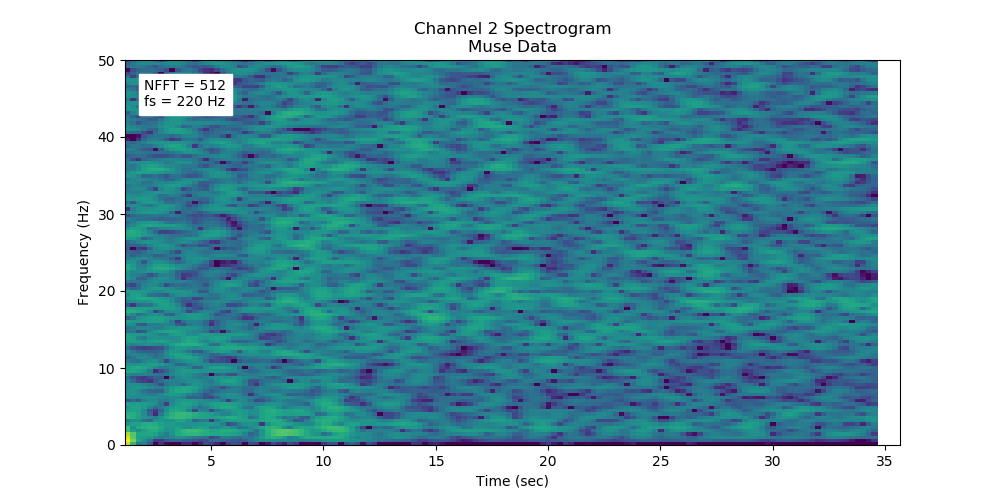 Channel 2 Spectrogram
Muse Data
NFFT = 512
fs = 220 Hz
50
40
30
20
10
0
Frequency (Hz)
5
10
15
20
25
30
35
Time (sec)